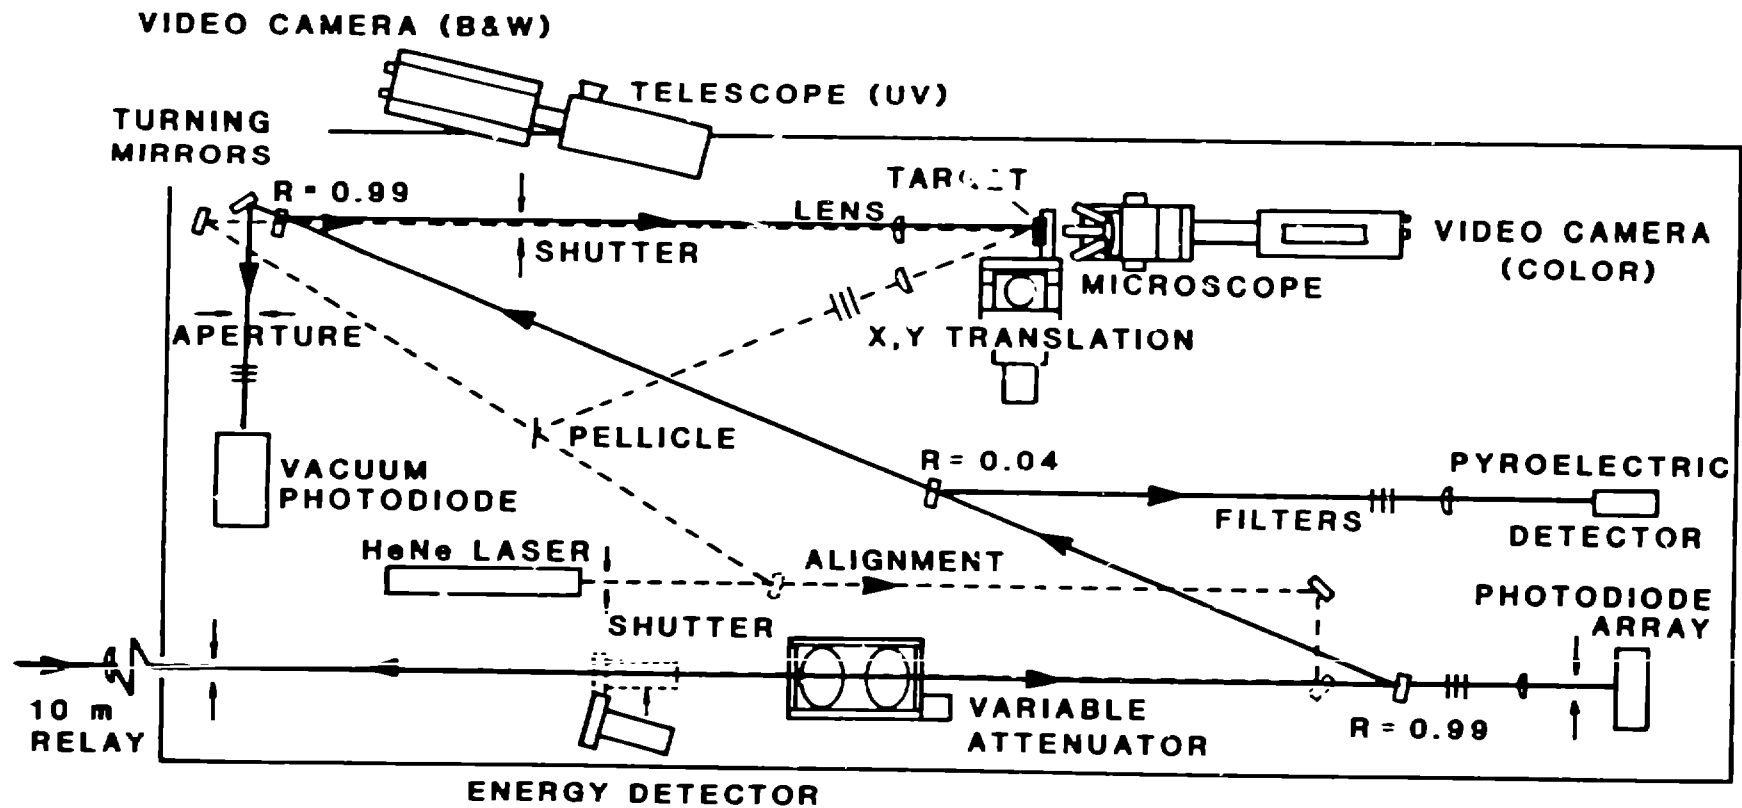 VIDEO CAMERA (B&W)
TELESCOPE (UV)
TURNING
MIRRORS
R = 0.99
TARGET
LENS
SHUTTER
VIDEO CAMERA
(COLOR)
MICROSCOPE
APERTURE
X,Y TRANSLATION
PELLICLE
VACUUM
PHOTODIODE
R = 0.04
PYROELECTRIC
FILTERS
DETECTOR
HeNe LASER
ALIGNMENT
SHUTTER
PHOTODIODE
ARRAY
10 m
RELAY
VARIABLE
ATTENUATOR
R = 0.99
ENERGY DETECTOR